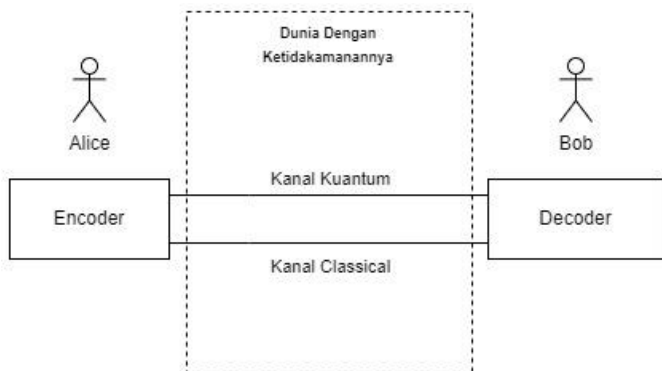 Dunia Dengan
Ketidakamanannya
Alice
Bob
Kanal Kuantum
Encoder
Decoder
Kanal Classical